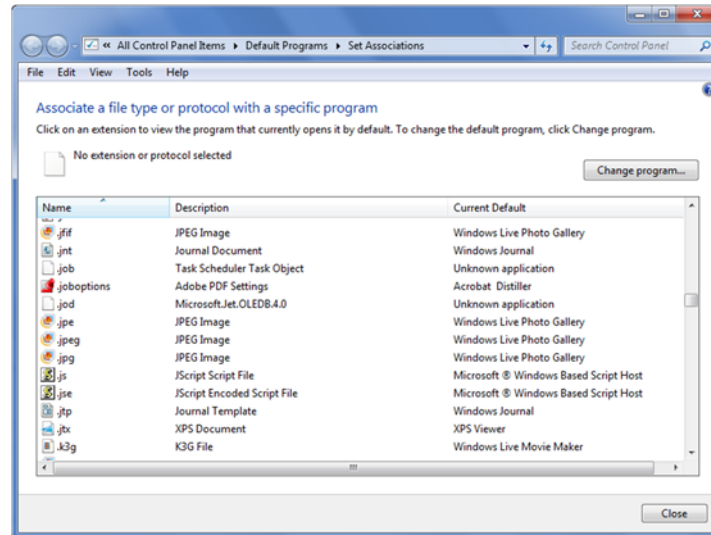 « All Control Panel Items ▸ Default Programs ▸ Set Associations
Search Control Panel
File Edit View Tools Help
Associate a file type or protocol with a specific program
Click on an extension to view the program that currently opens it by default. To change the default program, click Change program.
No extension or protocol selected
Change program...
Name Description Current Default
.jfif JPEG Image Windows Live Photo Gallery
.jnt Journal Document Windows Journal
.job Task Scheduler Task Object Unknown application
.joboptions Adobe PDF Settings Acrobat Distiller
.jod Microsoft.Jet.OLEDB.4.0 Unknown application
.jpe JPEG Image Windows Live Photo Gallery
.jpeg JPEG Image Windows Live Photo Gallery
.jpg JPEG Image Windows Live Photo Gallery
.js JScript Script File Microsoft ® Windows Based Script Host
.jse JScript Encoded Script File Microsoft ® Windows Based Script Host
.jtp Journal Template Windows Journal
.jtx XPS Document XPS Viewer
.k3g K3G File Windows Live Movie Maker
Close